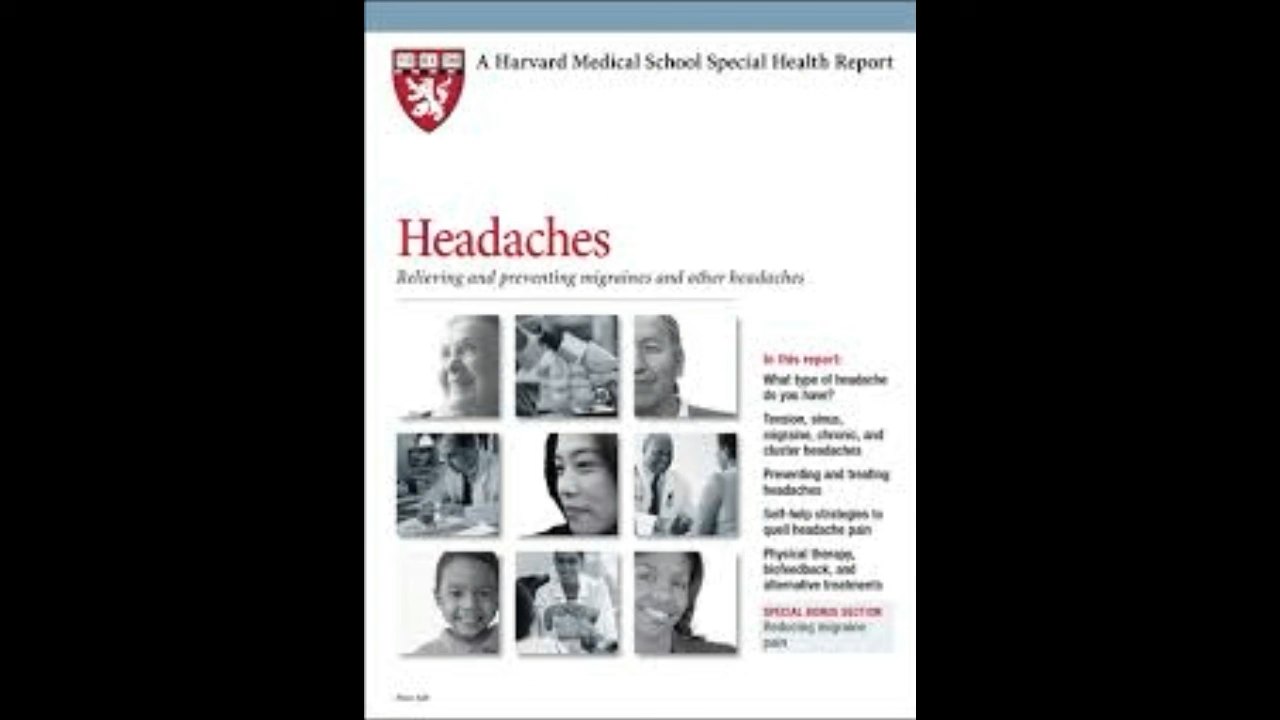 A Harvard Medical School Special Health Report
Headaches
Relieving and preventing migraines and other headaches
In this report:
What type of headache
do you have?
Tension, sinus,
migraine, chronic, and
cluster headaches
Preventing and treating
headaches
Self-help strategies to
quell headache pain
Physical therapy,
biofeedback, and
alternative treatments
SPECIAL BONUS SECTION
Reducing migraine
pain